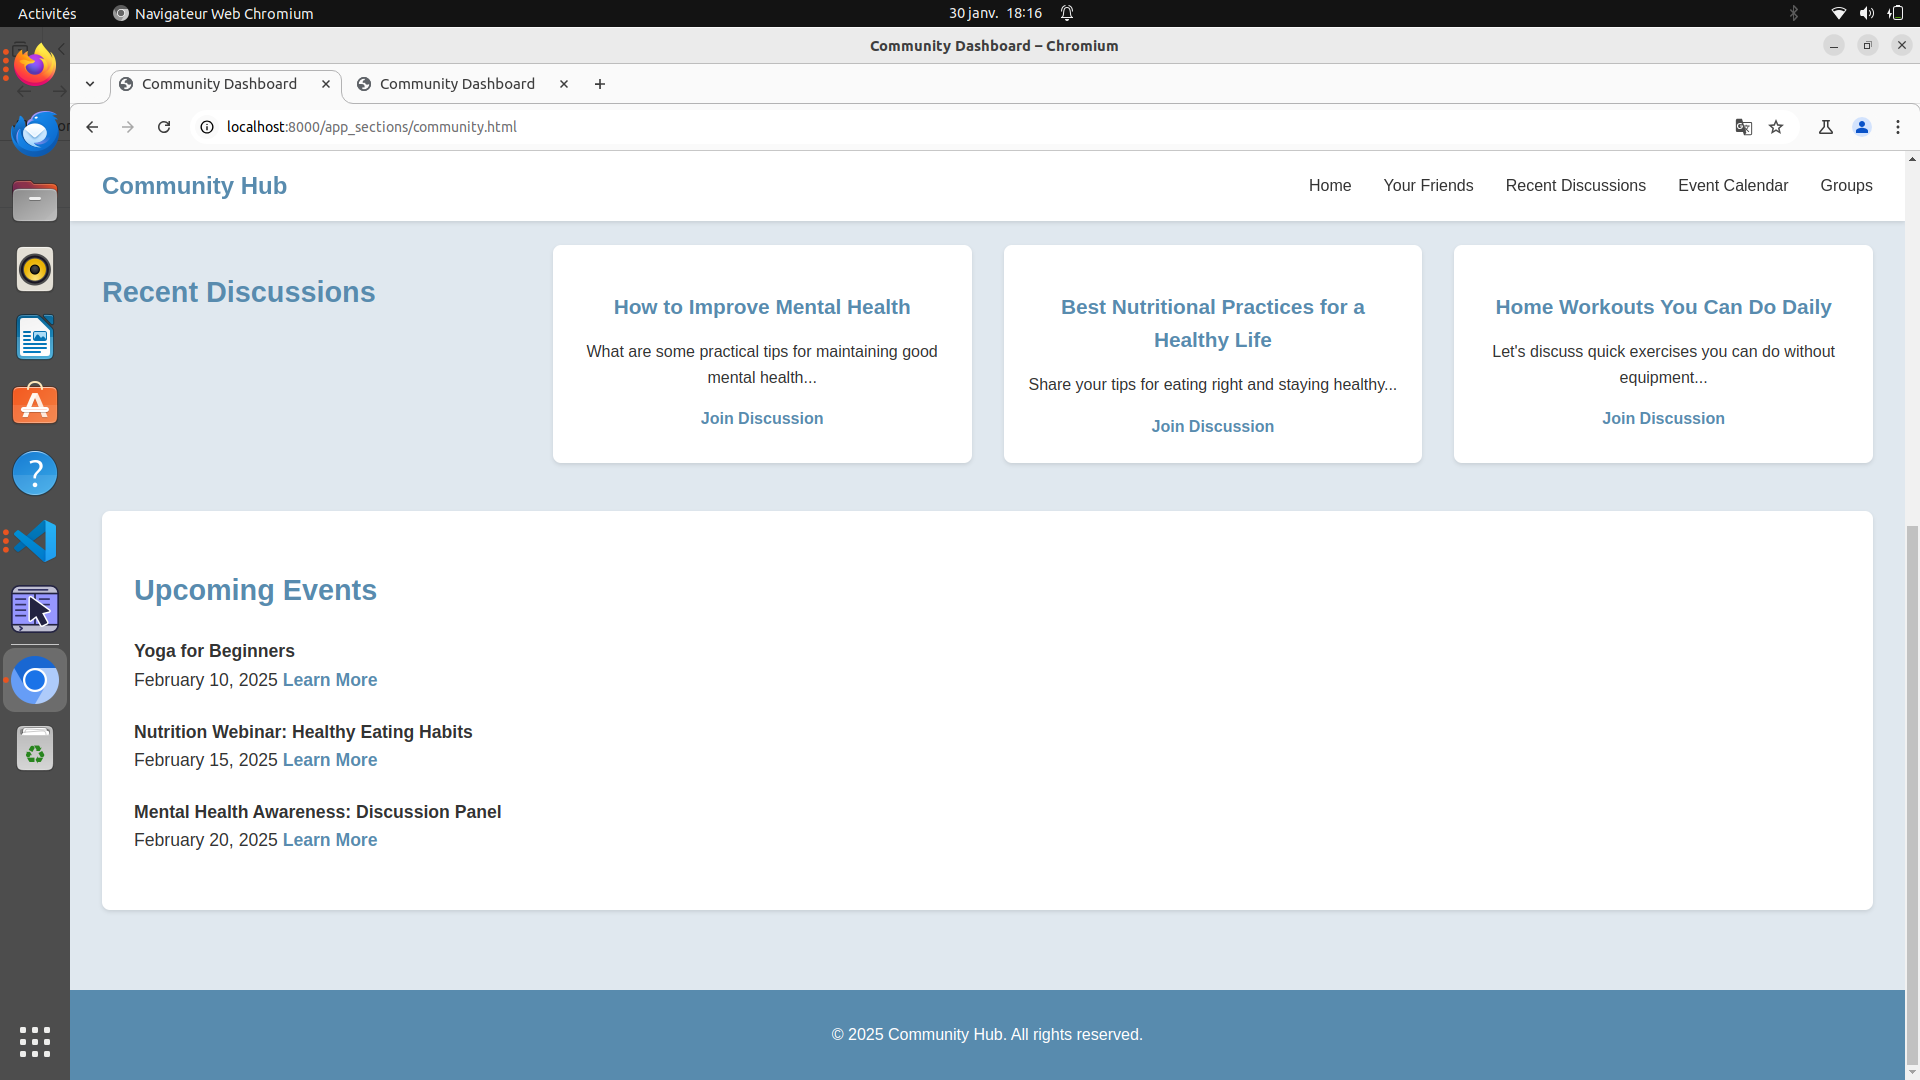 Activités
Navigateur Web Chromium
30 janv. 18:16
Community Dashboard – Chromium
Community Dashboard
Community Dashboard
localhost:8000/app_sections/community.html
Community Hub
Home
Your Friends
Recent Discussions
Event Calendar
Groups
Recent Discussions
How to Improve Mental Health
What are some practical tips for maintaining good
mental health...
Join Discussion
Best Nutritional Practices for a
Healthy Life
Share your tips for eating right and staying healthy...
Join Discussion
Home Workouts You Can Do Daily
Let's discuss quick exercises you can do without
equipment...
Join Discussion
Upcoming Events
Yoga for Beginners
February 10, 2025 Learn More
Nutrition Webinar: Healthy Eating Habits
February 15, 2025 Learn More
Mental Health Awareness: Discussion Panel
February 20, 2025 Learn More
© 2025 Community Hub. All rights reserved.